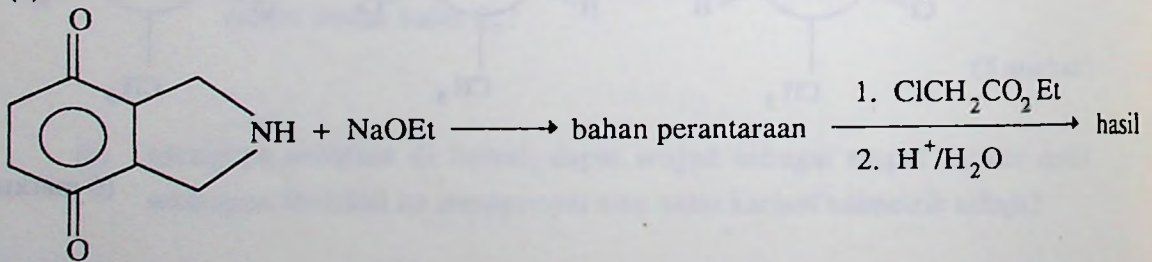 O
1. ClCH₂CO₂Et
NH + NaOEt ⟶ bahan perantaraan ⟶ hasil
2. H⁺/H₂O
O